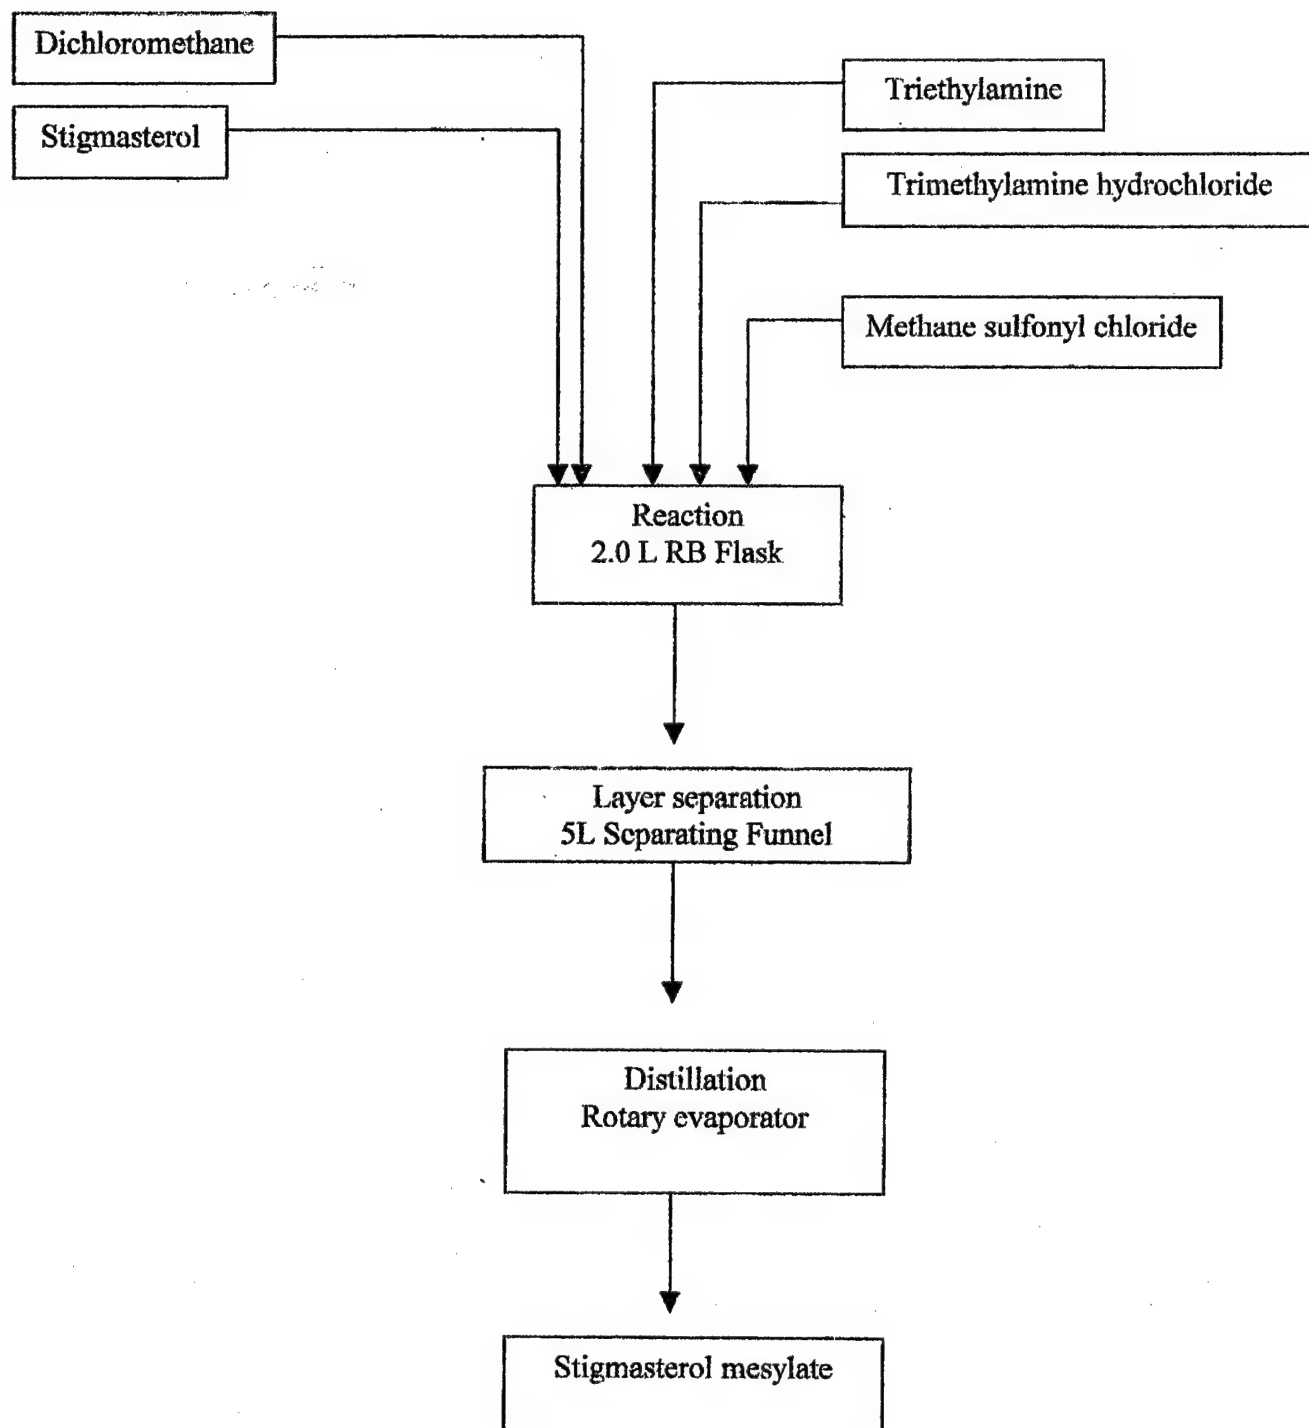 Dichloromethane
Stigmasterol
Triethylamine
Trimethylamine hydrochloride
Methane sulfonyl chloride
Reaction
2.0 L RB Flask
Layer separation
5L Separating Funnel
Distillation
Rotary evaporator
Stigmasterol mesylate